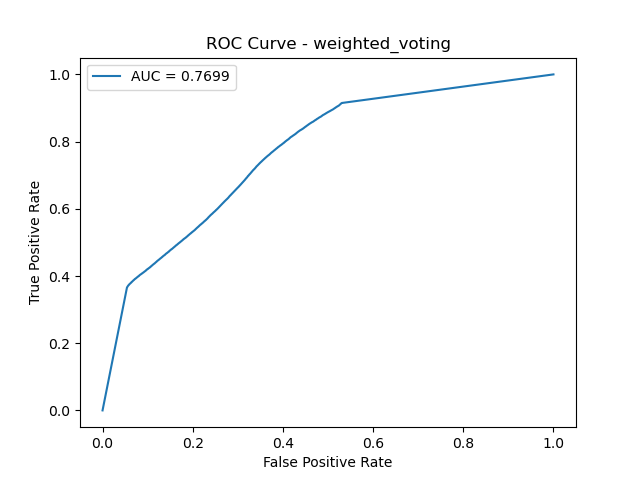 ROC Curve - weighted_voting
AUC = 0.7699
True Positive Rate
1.0
0.8
0.6
0.4
0.2
0.0
0.0 0.2 0.4 0.6 0.8 1.0
False Positive Rate